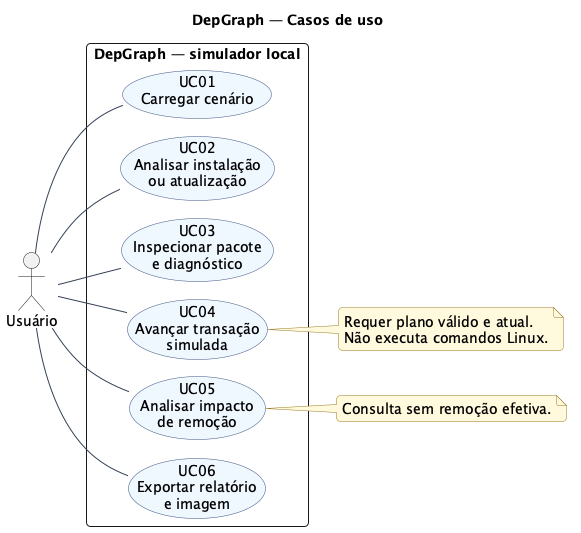 DepGraph — Casos de uso
DepGraph — simulador local
UC01
Carregar cenário
UC02
Analisar instalação
ou atualização
UC03
Inspecionar pacote
e diagnóstico
UC04
Avançar transação
simulada
Requer plano válido e atual.
Não executa comandos Linux.
Usuário
UC05
Analisar impacto
de remoção
Consulta sem remoção efetiva.
UC06
Exportar relatório
e imagem